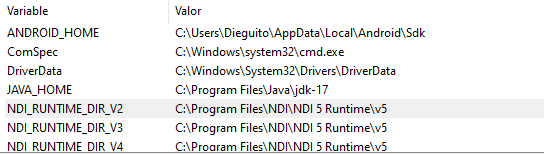 Variable Valor
ANDROID_HOME C:\Users\Dieguito\AppData\Local\Android\Sdk
ComSpec C:\Windows\system32\cmd.exe
DriverData C:\Windows\System32\Drivers\DriverData
JAVA_HOME C:\Program Files\Java\jdk-17
NDI_RUNTIME_DIR_V2 C:\Program Files\NDI\NDI 5 Runtime\v5
NDI_RUNTIME_DIR_V3 C:\Program Files\NDI\NDI 5 Runtime\v5
NDI_RUNTIME_DIR_V4 C:\Program Files\NDI\NDI 5 Runtime\v5